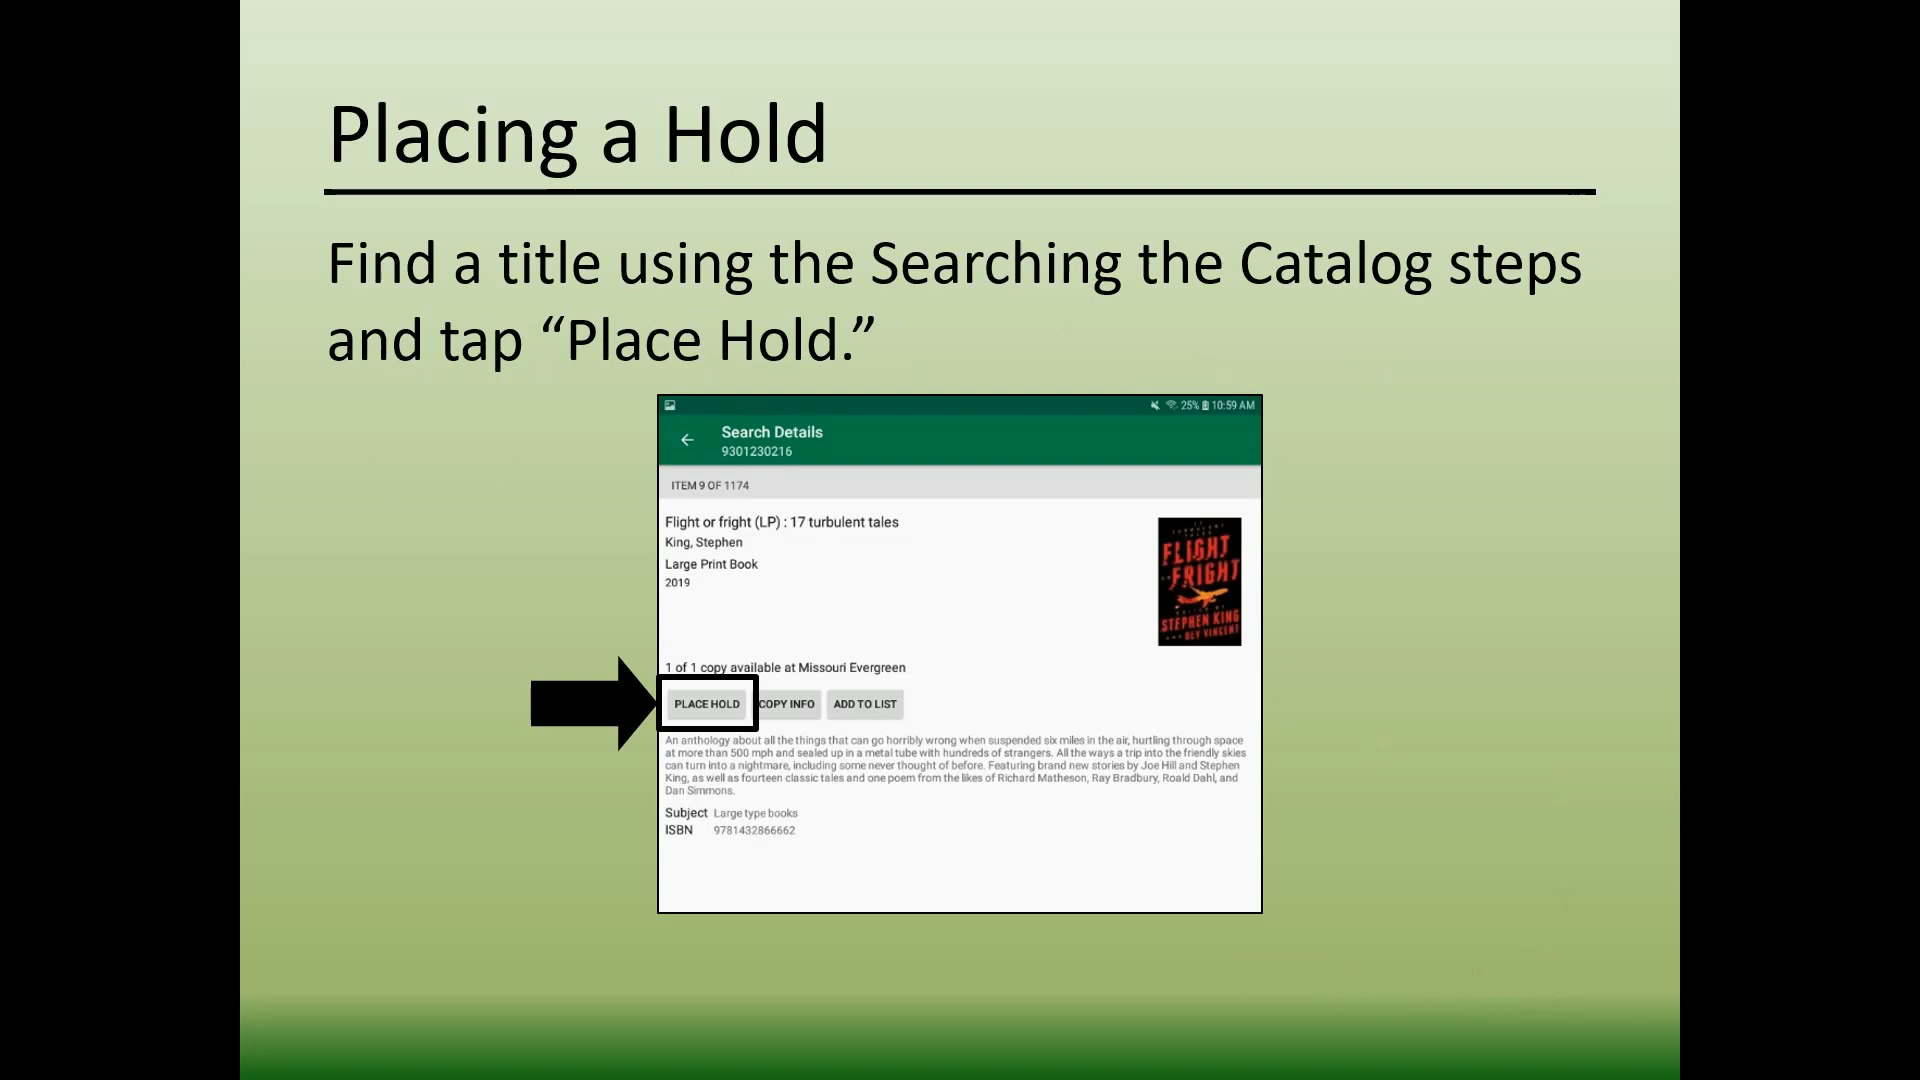 Placing a Hold
Find a title using the Searching the Catalog steps
and tap “Place Hold.”
25% 10:59 AM
Search Details
9301230216
ITEM 9 OF 1174
Flight or fright (LP) : 17 turbulent tales
King, Stephen
Large Print Book
2019
FLIGHT
FRIGHT
STEPHEN KING
BEV VINCENT
1 of 1 copy available at Missouri Evergreen
PLACE HOLD COPY INFO ADD TO LIST
An anthology about all the things that can go horribly wrong when suspended six miles in the air, hurtling through space
at more than 500 mph and sealed up in a metal tube with hundreds of strangers. All the ways a trip into the friendly skies
can turn into a nightmare, including some never thought of before. Featuring brand new stories by Joe Hill and Stephen
King, as well as fourteen classic tales and one poem from the likes of Richard Matheson, Ray Bradbury, Roald Dahl, and
Dan Simmons.
Subject Large type books
ISBN 9781432866662